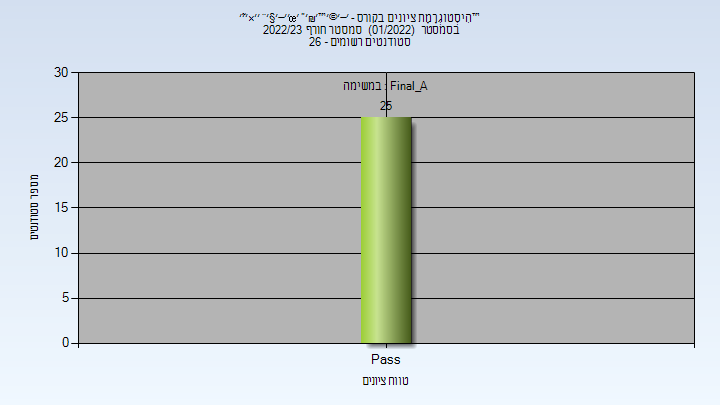 היסטוגרמת ציונים בקורס -
בסמסטר (01/2022) סמסטר חורף 2022/23
סטודנטים רשומים - 26
במשימה : Final_A
25
30
25
20
15
10
5
0
מספר סטודנטים
Pass
טווח ציונים